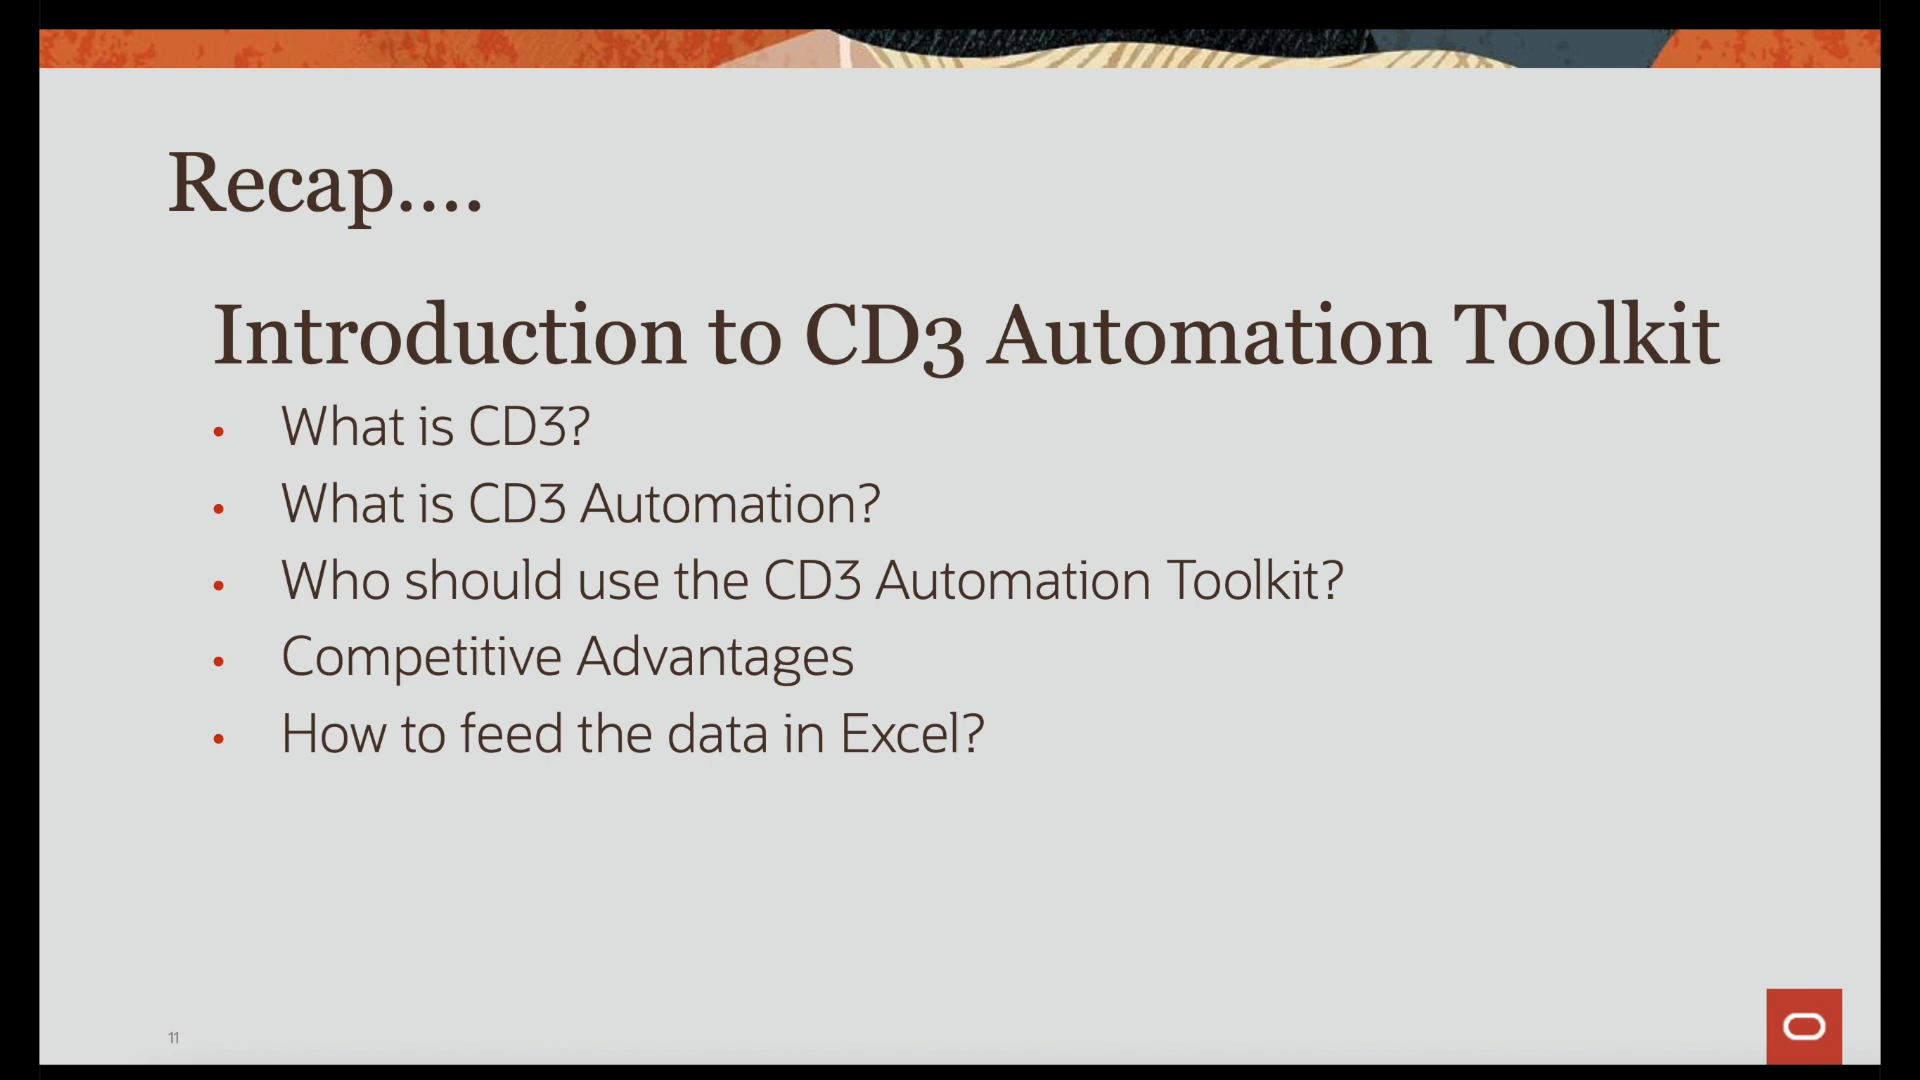 Recap....
Introduction to CD3 Automation Toolkit
• What is CD3?
• What is CD3 Automation?
• Who should use the CD3 Automation Toolkit?
• Competitive Advantages
• How to feed the data in Excel?
11